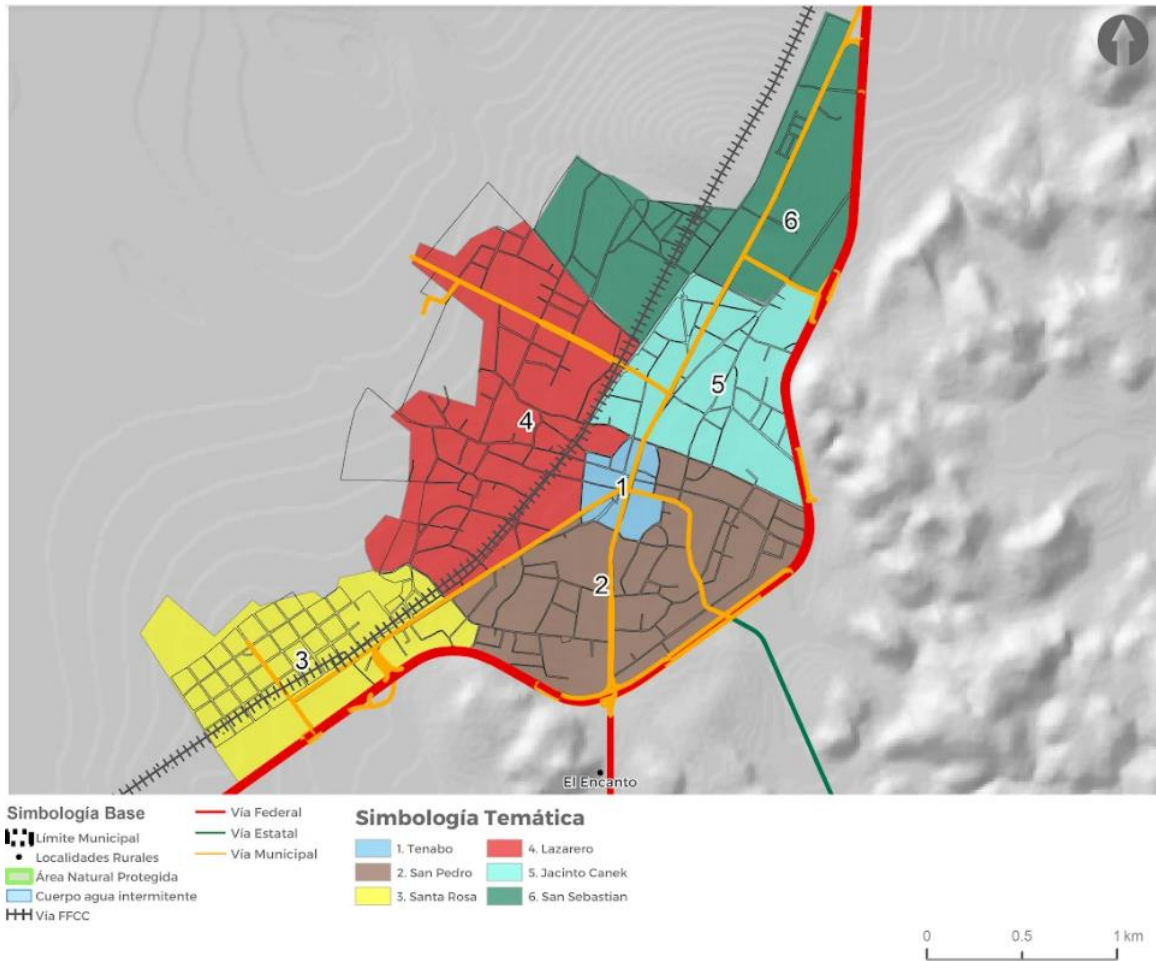 6
5
4
1
2
3
El Encanto
Simbología Base
Límite Municipal
Localidades Rurales
Área Natural Protegida
Cuerpo agua intermitente
Vía FFCC
Vía Federal
Vía Estatal
Vía Municipal
Simbología Temática
1. Tenabo
2. San Pedro
3. Santa Rosa
4. Lazarero
5. Jacinto Canek
6. San Sebastian
0 0.5 1 km